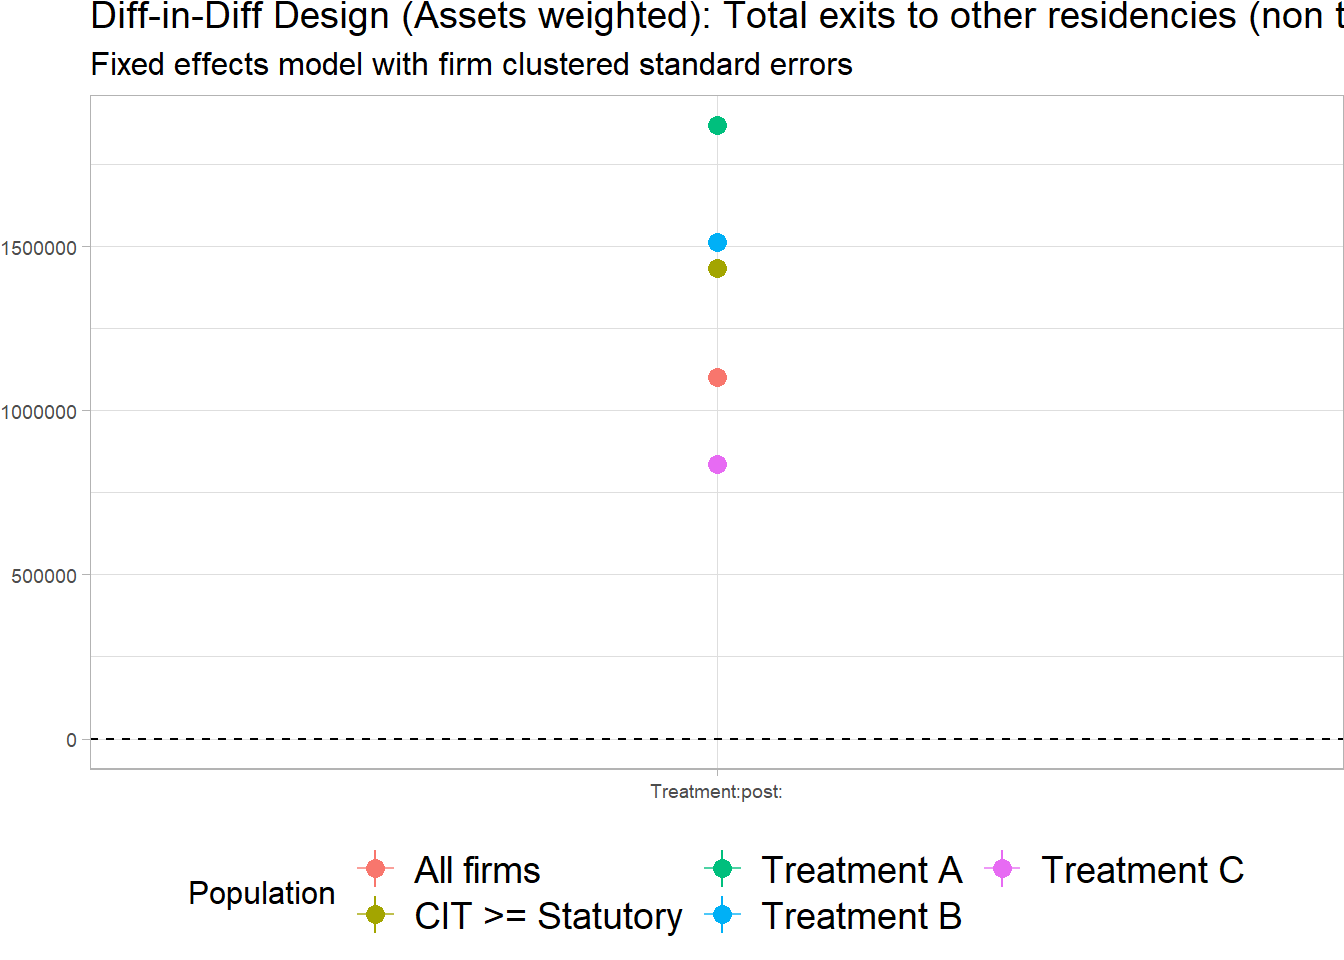 Diff-in-Diff Design (Assets weighted): Total exits to other residencies (non t
Fixed effects model with firm clustered standard errors
1500000
1000000
500000
0
Treatment:post:
Population
All firms
CIT >= Statutory
Treatment A
Treatment B
Treatment C